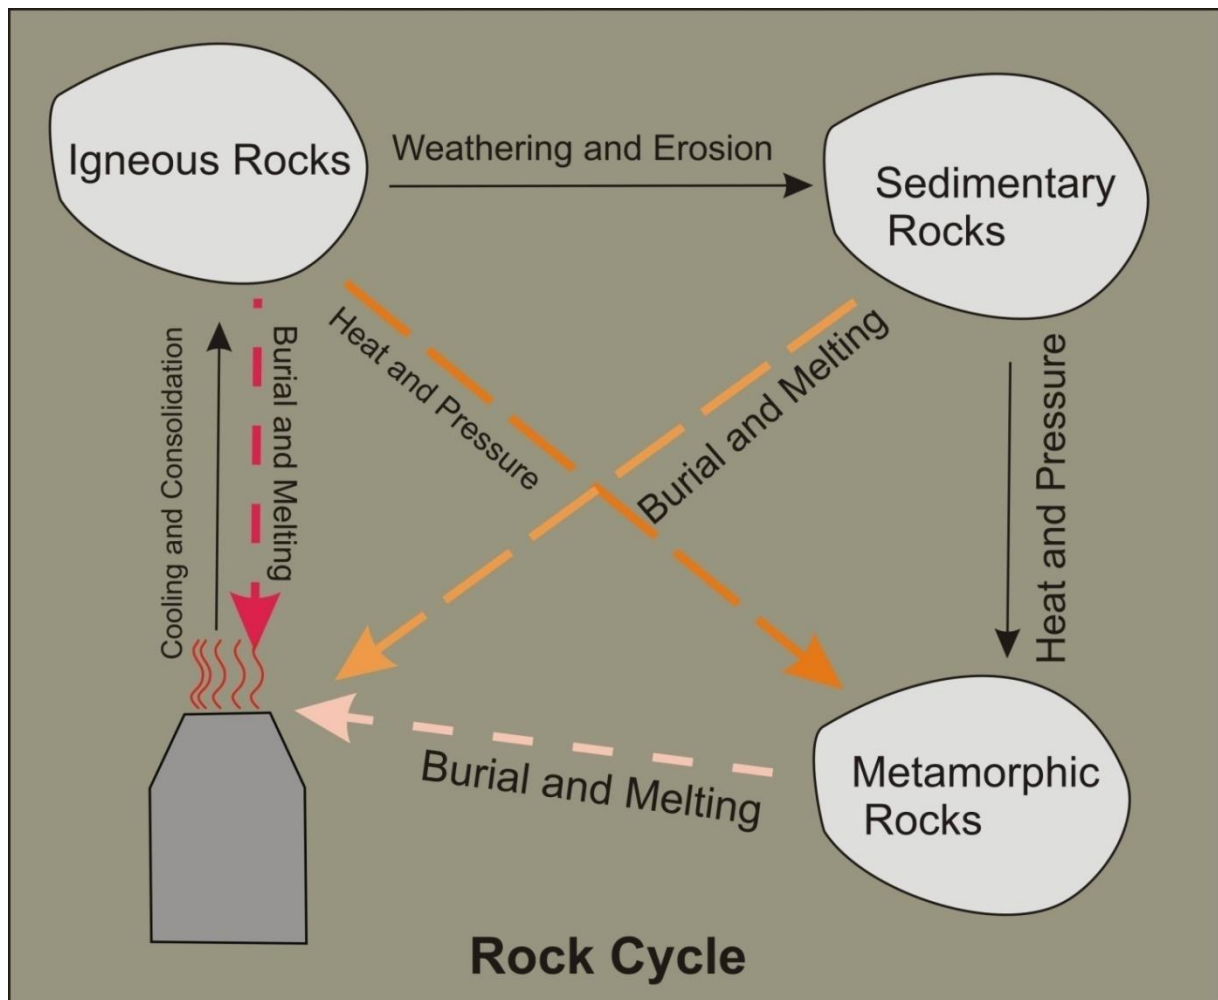 Igneous Rocks
Weathering and Erosion
Sedimentary
Rocks
Cooling and Consolidation
Burial and Melting
Heat and Pressure
Burial and Melting
Heat and Pressure
Burial and Melting
Metamorphic
Rocks
Rock Cycle